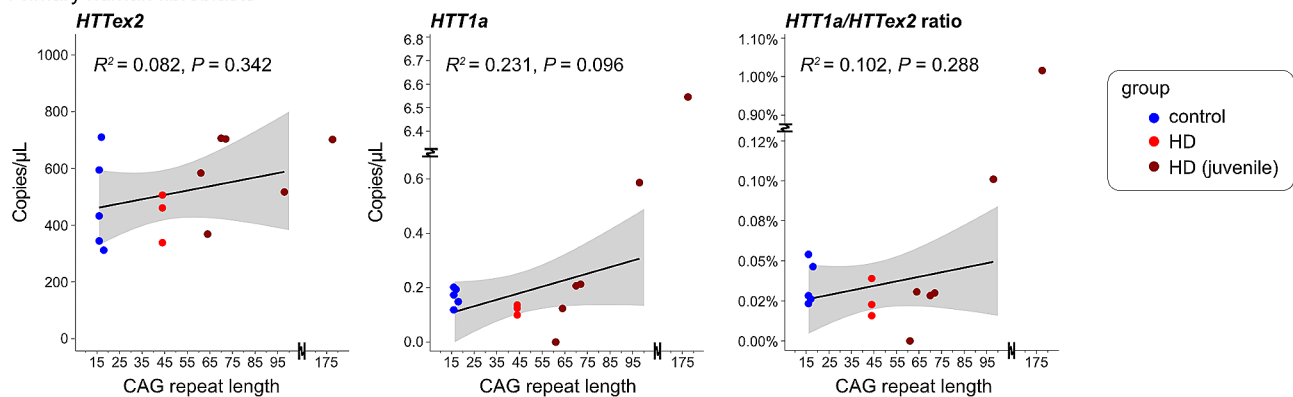 HTTex2
HTT1a
HTT1a/HTTex2 ratio
R² = 0.082, P = 0.342
R² = 0.231, P = 0.096
R² = 0.102, P = 0.288
Copies/µL
1000
800
600
400
200
0
15 25 35 45 55 65 75 85 95 175
CAG repeat length
Copies/µL
6.8
6.6
6.5
6.4
0.6
0.4
0.2
0.0
15 25 35 45 55 65 75 85 95 175
CAG repeat length
1.10%
1.00%
0.90%
0.12%
0.10%
0.08%
0.05%
0.02%
0.00%
15 25 35 45 55 65 75 85 95 175
CAG repeat length
group
control
HD
HD (juvenile)